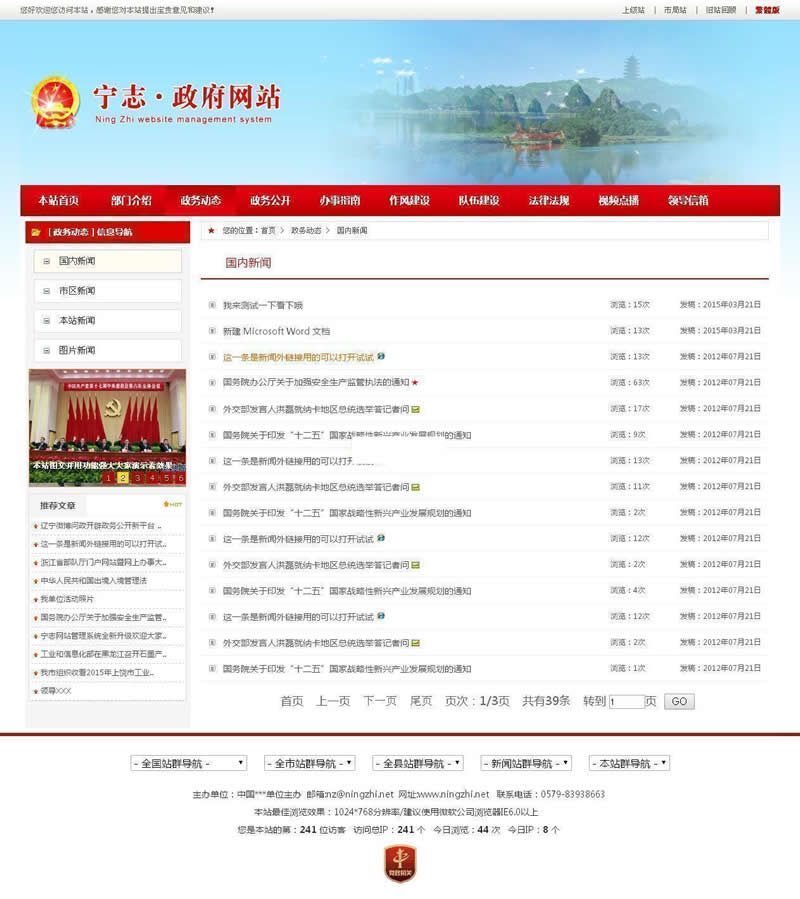 您好欢迎您访问本站，感谢您对本站提出宝贵意见和建议！
上级站 | 市局站 | 旧站回顾 | 繁體版
宁志·政府网站
Ning Zhi website management system
本站首页 部门介绍 政务动态 政务公开 办事指南 作风建设 队伍建设 法律法规 视频点播 领导信箱
[ 政务动态 ] 信息导航
国内新闻
市区新闻
本站新闻
图片新闻
中国共产党第十七届中央委员会第六次全体会议
本站图文并用功能强大大家演示看效果
1 2 3 4 5 6
推荐文章 HOT
辽宁微博问政开辟政务公开新平台 ..
这一条是新闻外链接用的可以打开试..
浙江省部队厅门户网站暨网上办事大..
中华人民共和国出境入境管理法
我单位活动照片
国务院办公厅关于加强安全生产监管..
宁志网站管理系统全新升级欢迎大家..
工业和信息化部在黑龙江召开石墨产..
我市组织收看2015年上饶市工业..
领导XXX
您的位置：首页 > 政务动态 > 国内新闻
国内新闻
我来测试一下看下哦 浏览：15次 发稿：2015年03月21日
新建 Microsoft Word 文档 浏览：13次 发稿：2015年03月21日
这一条是新闻外链接用的可以打开试试 浏览：13次 发稿：2012年07月21日
国务院办公厅关于加强安全生产监管执法的通知 浏览：63次 发稿：2012年07月21日
外交部发言人洪磊就纳卡地区总统选举答记者问 浏览：17次 发稿：2012年07月21日
国务院关于印发“十二五”国家战略性新兴产业发展规划的通知 浏览：9次 发稿：2012年07月21日
这一条是新闻外链接用的可以打 浏览：13次 发稿：2012年07月21日
外交部发言人洪磊就纳卡地区总统选举答记者问 浏览：11次 发稿：2012年07月21日
国务院关于印发“十二五”国家战略性新兴产业发展规划的通知 浏览：2次 发稿：2012年07月21日
这一条是新闻外链接用的可以打开试试 浏览：12次 发稿：2012年07月21日
外交部发言人洪磊就纳卡地区总统选举答记者问 浏览：2次 发稿：2012年07月21日
国务院关于印发“十二五”国家战略性新兴产业发展规划的通知 浏览：4次 发稿：2012年07月21日
这一条是新闻外链接用的可以打开试试 浏览：12次 发稿：2012年07月21日
外交部发言人洪磊就纳卡地区总统选举答记者问 浏览：2次 发稿：2012年07月21日
国务院关于印发“十二五”国家战略性新兴产业发展规划的通知 浏览：1次 发稿：2012年07月21日
首页 上一页 下一页 尾页 页次：1/3页 共有39条 转到 1 页 GO
- 全国站群导航 - - 全市站群导航 - - 全县站群导航 - - 新闻站群导航 - - 本站群导航 -
主办单位：中国***单位主办 邮箱:nz@ningzhi.net 网址:www.ningzhi.net 联系电话：0579-83938663
本站最佳浏览效果：1024*768分辨率/建议使用微软公司浏览器IE6.0以上
您是本站的第：241 位访客 访问总IP：241 个 今日浏览：44 次 今日IP：8 个
党政机关